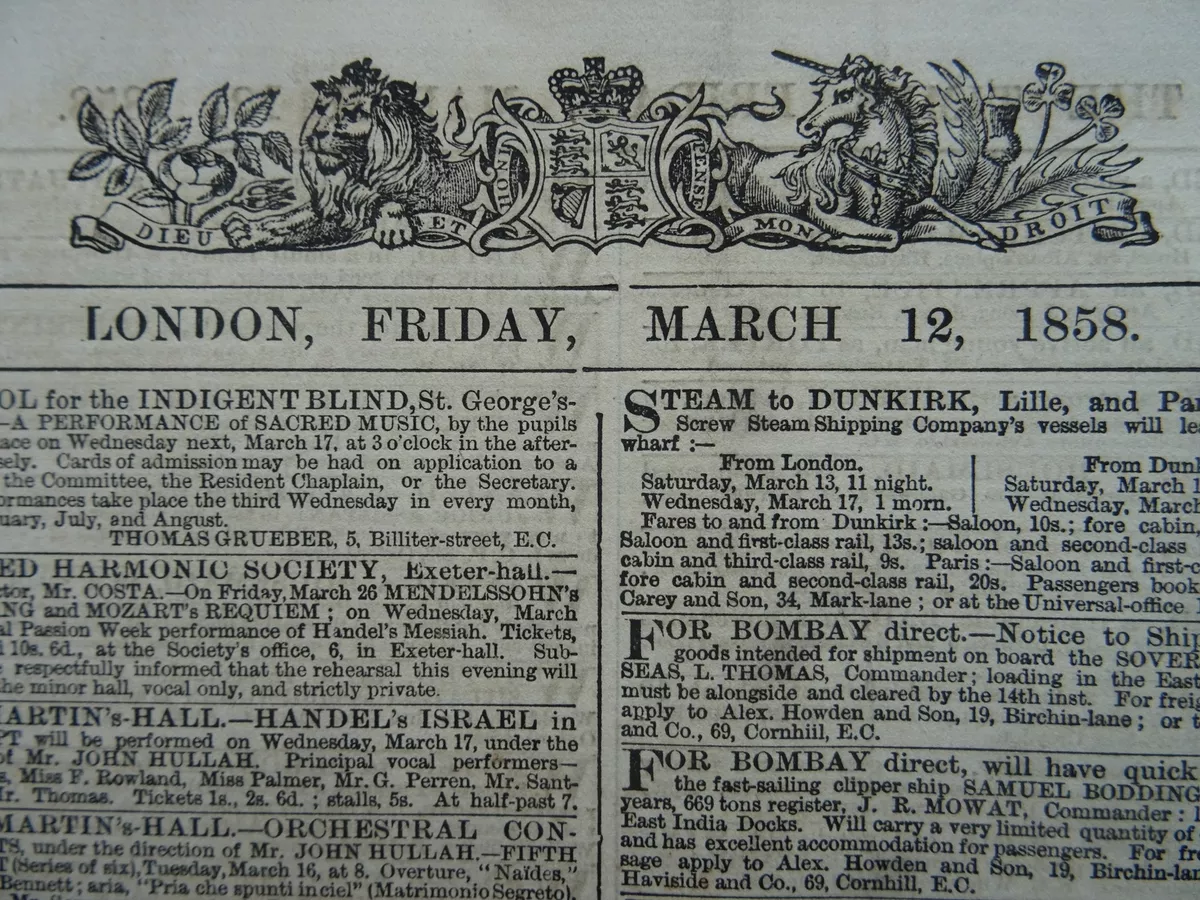 DIEU ET MON DROIT
LONDON, FRIDAY, MARCH 12, 1858.
OL for the INDIGENT BLIND, St. George's-
—A PERFORMANCE of SACRED MUSIC, by the pupils
ace on Wednesday next, March 17, at 3 o'clock in the after-
sely. Cards of admission may be had on application to a
the Committee, the Resident Chaplain, or the Secretary.
ormances take place the third Wednesday in every month,
uary, July, and August.
THOMAS GRUEBER, 5, Billiter-street, E.C.
ED HARMONIC SOCIETY, Exeter-hall.—
tor, Mr. COSTA.—On Friday, March 26 MENDELSSOHN's
NG and MOZART's REQUIEM; on Wednesday, March
al Passion Week performance of Handel's Messiah. Tickets,
10s. 6d., at the Society's office, 6, in Exeter-hall. Sub-
respectfully informed that the rehearsal this evening will
he minor hall, vocal only, and strictly private.
MARTIN's-HALL.—HANDEL's ISRAEL in
PT will be performed on Wednesday, March 17, under the
of Mr. JOHN HULLAH. Principal vocal performers—
s, Miss F. Rowland, Miss Palmer, Mr. G. Perren, Mr. Sant-
Mr. Thomas. Tickets 1s., 2s. 6d.; stalls, 5s. At half-past 7.
MARTIN's-HALL.—ORCHESTRAL CON-
TS, under the direction of Mr. JOHN HULLAH.—FIFTH
T (Series of six), Tuesday, March 16, at 8. Overture, "Naïdes,"
Bennett; aria, "Pria che spunti in ciel" (Matrimonio Segreto),
STEAM to DUNKIRK, Lille, and Par
Screw Steam Shipping Company's vessels will lea
wharf :—
From London. From Dunk
Saturday, March 13, 11 night. Saturday, March 1
Wednesday, March 17, 1 morn. Wednesday, March
Fares to and from Dunkirk :—Saloon, 10s.; fore cabin,
Saloon and first-class rail, 13s.; saloon and second-class
cabin and third-class rail, 9s. Paris :—Saloon and first-c
fore cabin and second-class rail, 20s. Passengers book
Carey and Son, 34, Mark-lane ; or at the Universal-office
FOR BOMBAY direct.—Notice to Ship
goods intended for shipment on board the SOVER
SEAS, L. THOMAS, Commander; loading in the East
must be alongside and cleared by the 14th inst. For freig
apply to Alex. Howden and Son, 19, Birchin-lane; or t
and Co., 69, Cornhill, E.C.
FOR BOMBAY direct, will have quick
the fast-sailing clipper ship SAMUEL BODDING
years, 669 tons register, J. R. MOWAT, Commander :
East India Docks. Will carry a very limited quantity of
and has excellent accommodation for passengers. For fre
sage apply to Alex. Howden and Son, 19, Birchin-lan
Haviside and Co., 69, Cornhill, E.C.